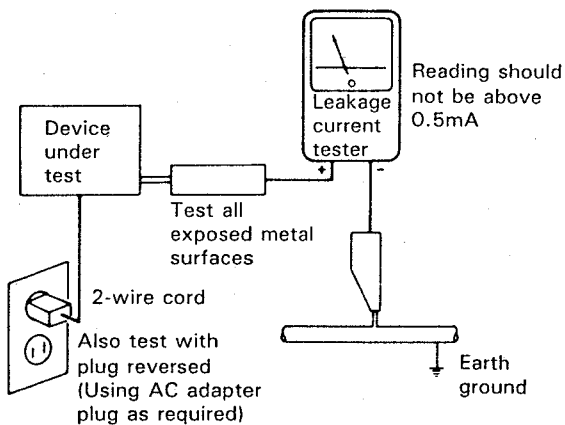 Device
under
test
Leakage
current
tester
+ -
Reading should
not be above
0.5mA
Test all
exposed metal
surfaces
2-wire cord
Also test with
plug reversed
(Using AC adapter
plug as required)
Earth
ground